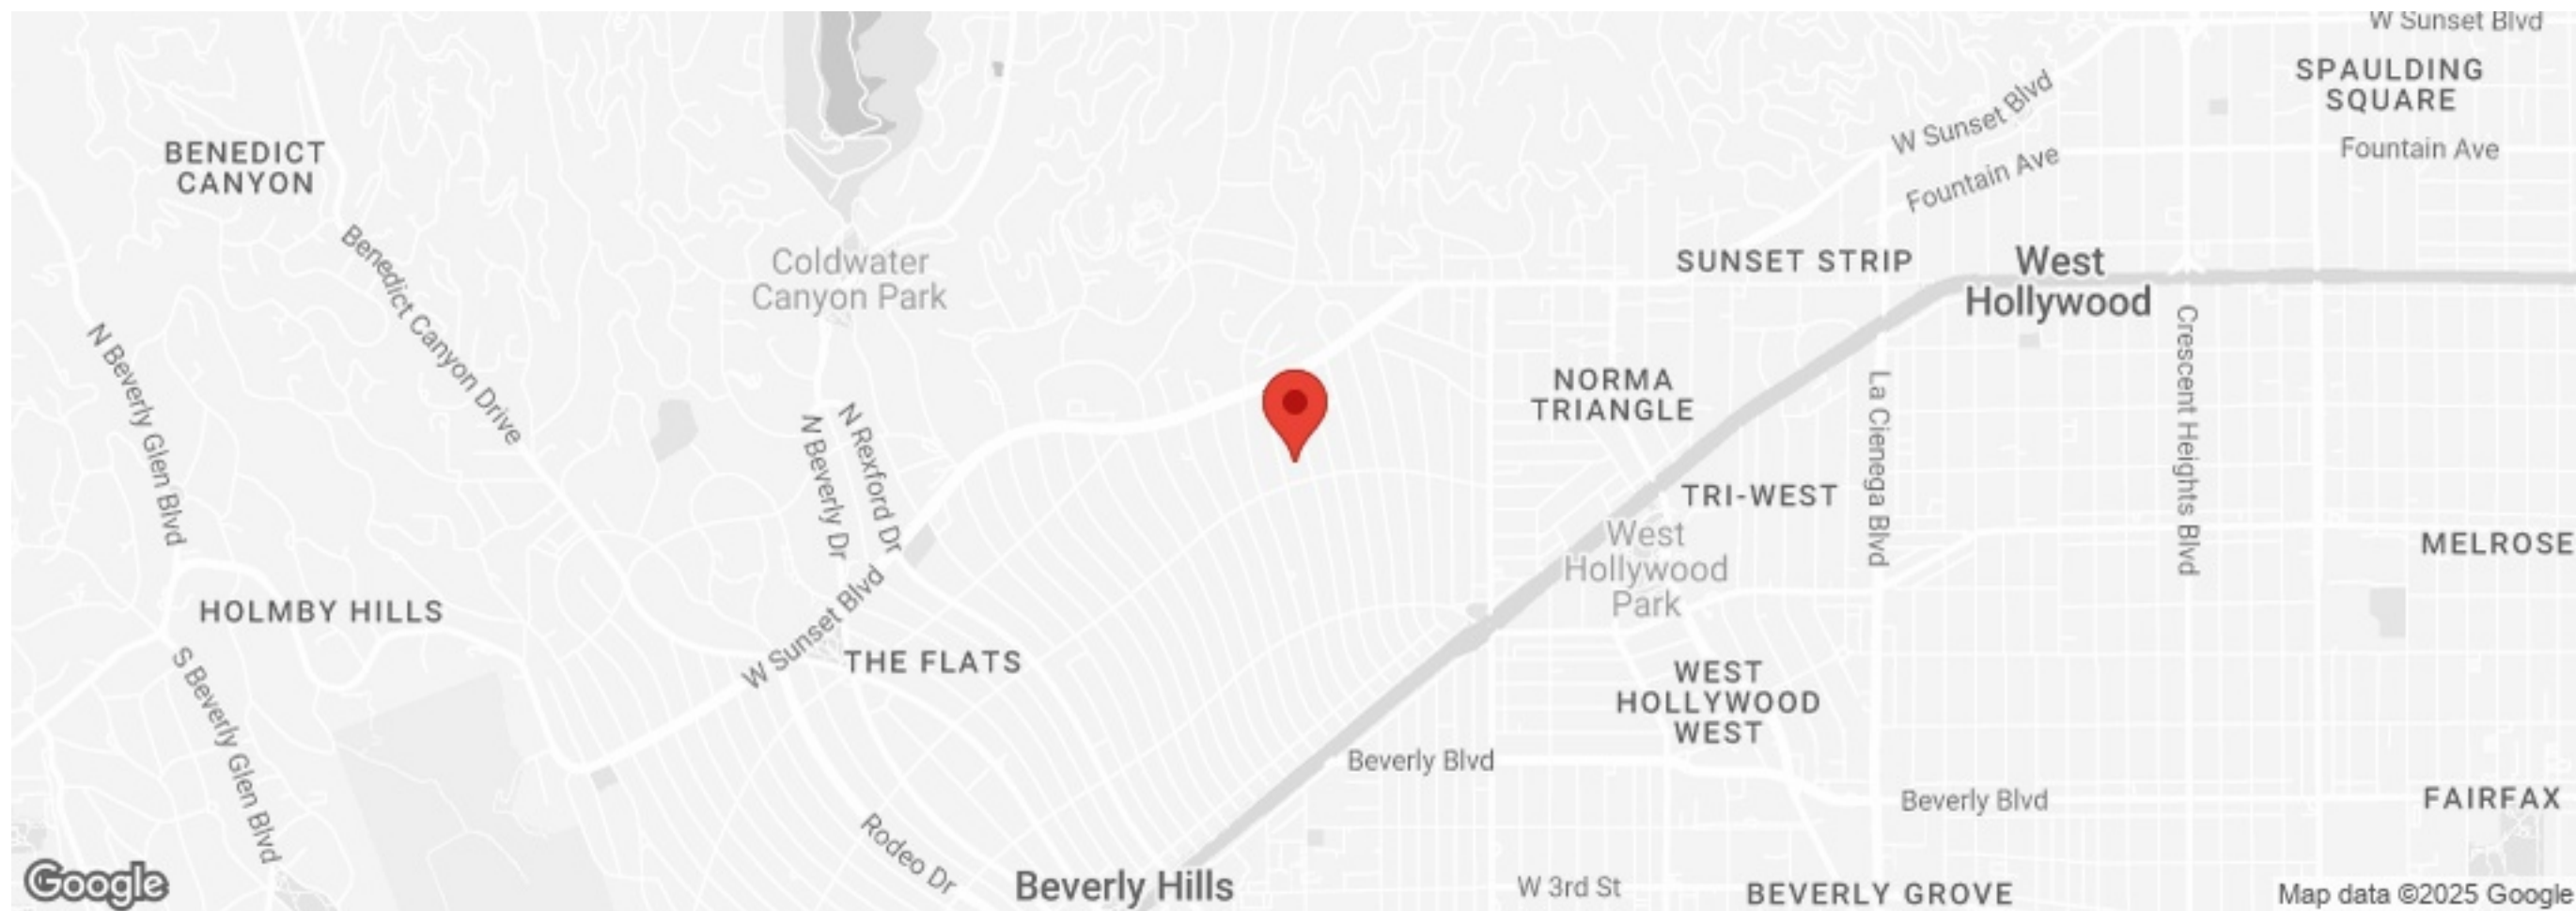 W Sunset Blvd
SPAULDING
SQUARE
W Sunset Blvd
BENEDICT
CANYON
Fountain Ave
Fountain Ave
Benedict Canyon Drive
Coldwater
Canyon Park
SUNSET STRIP
West
Hollywood
N Beverly Glen Blvd
Crescent Heights Blvd
NORMA
TRIANGLE
La Cienega Blvd
N Beverly Dr
N Rexford Dr
TRI-WEST
West
Hollywood
Park
MELROSE
HOLMBY HILLS
W Sunset Blvd
THE FLATS
S Beverly Glen Blvd
WEST
HOLLYWOOD
WEST
Beverly Blvd
Beverly Blvd
FAIRFAX
Rodeo Dr
Google
Beverly Hills
W 3rd St
BEVERLY GROVE
Map data ©2025 Google